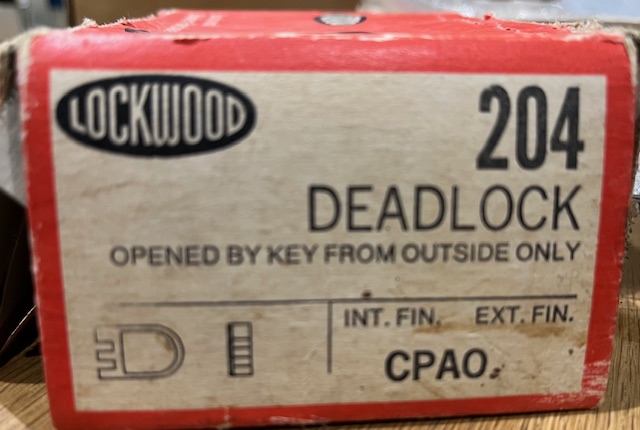 LOCKWOOD
204
DEADLOCK
OPENED BY KEY FROM OUTSIDE ONLY
INT. FIN. EXT. FIN.
CPAO